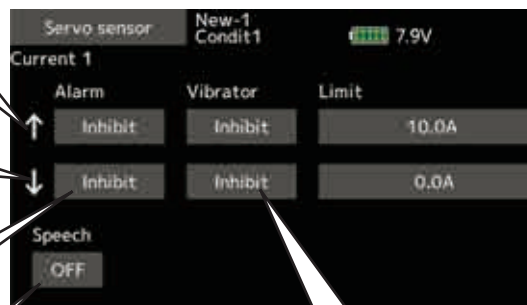 Servo sensor
New-1
Condit1
7.9V
Current 1
Alarm Vibrator Limit
↑ Inhibit Inhibit 10.0A
↓ Inhibit Inhibit 0.0A
Speech
OFF